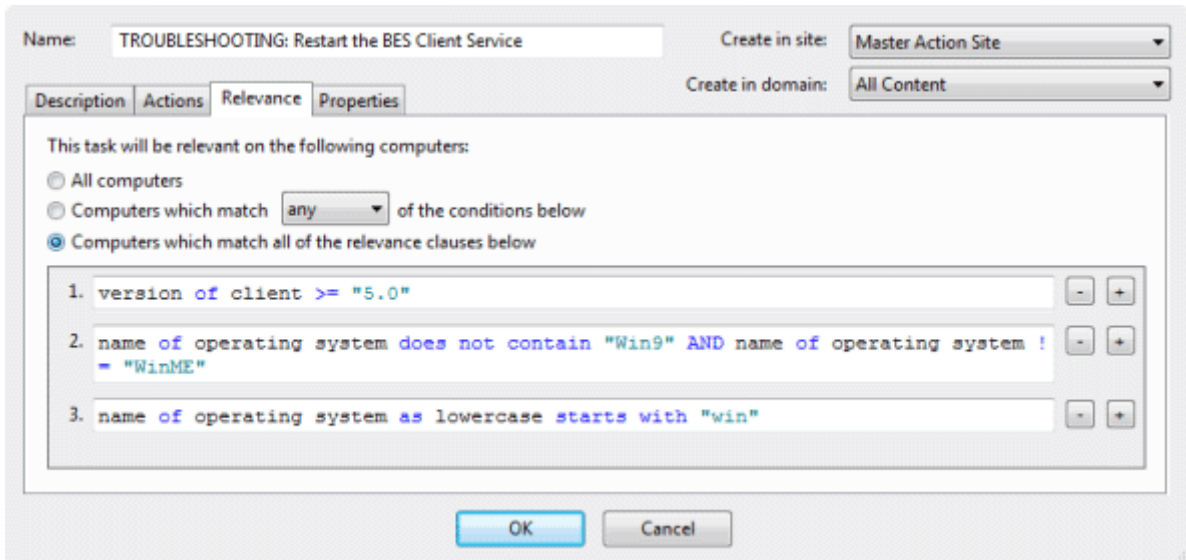 Name: TROUBLESHOOTING: Restart the BES Client Service Create in site: Master Action Site
Create in domain: All Content
Description Actions Relevance Properties
This task will be relevant on the following computers:
All computers
Computers which match any of the conditions below
Computers which match all of the relevance clauses below
1. version of client >= "5.0" - +
2. name of operating system does not contain "Win9" AND name of operating system ! - +
= "WinME"
3. name of operating system as lowercase starts with "win" - +
OK Cancel